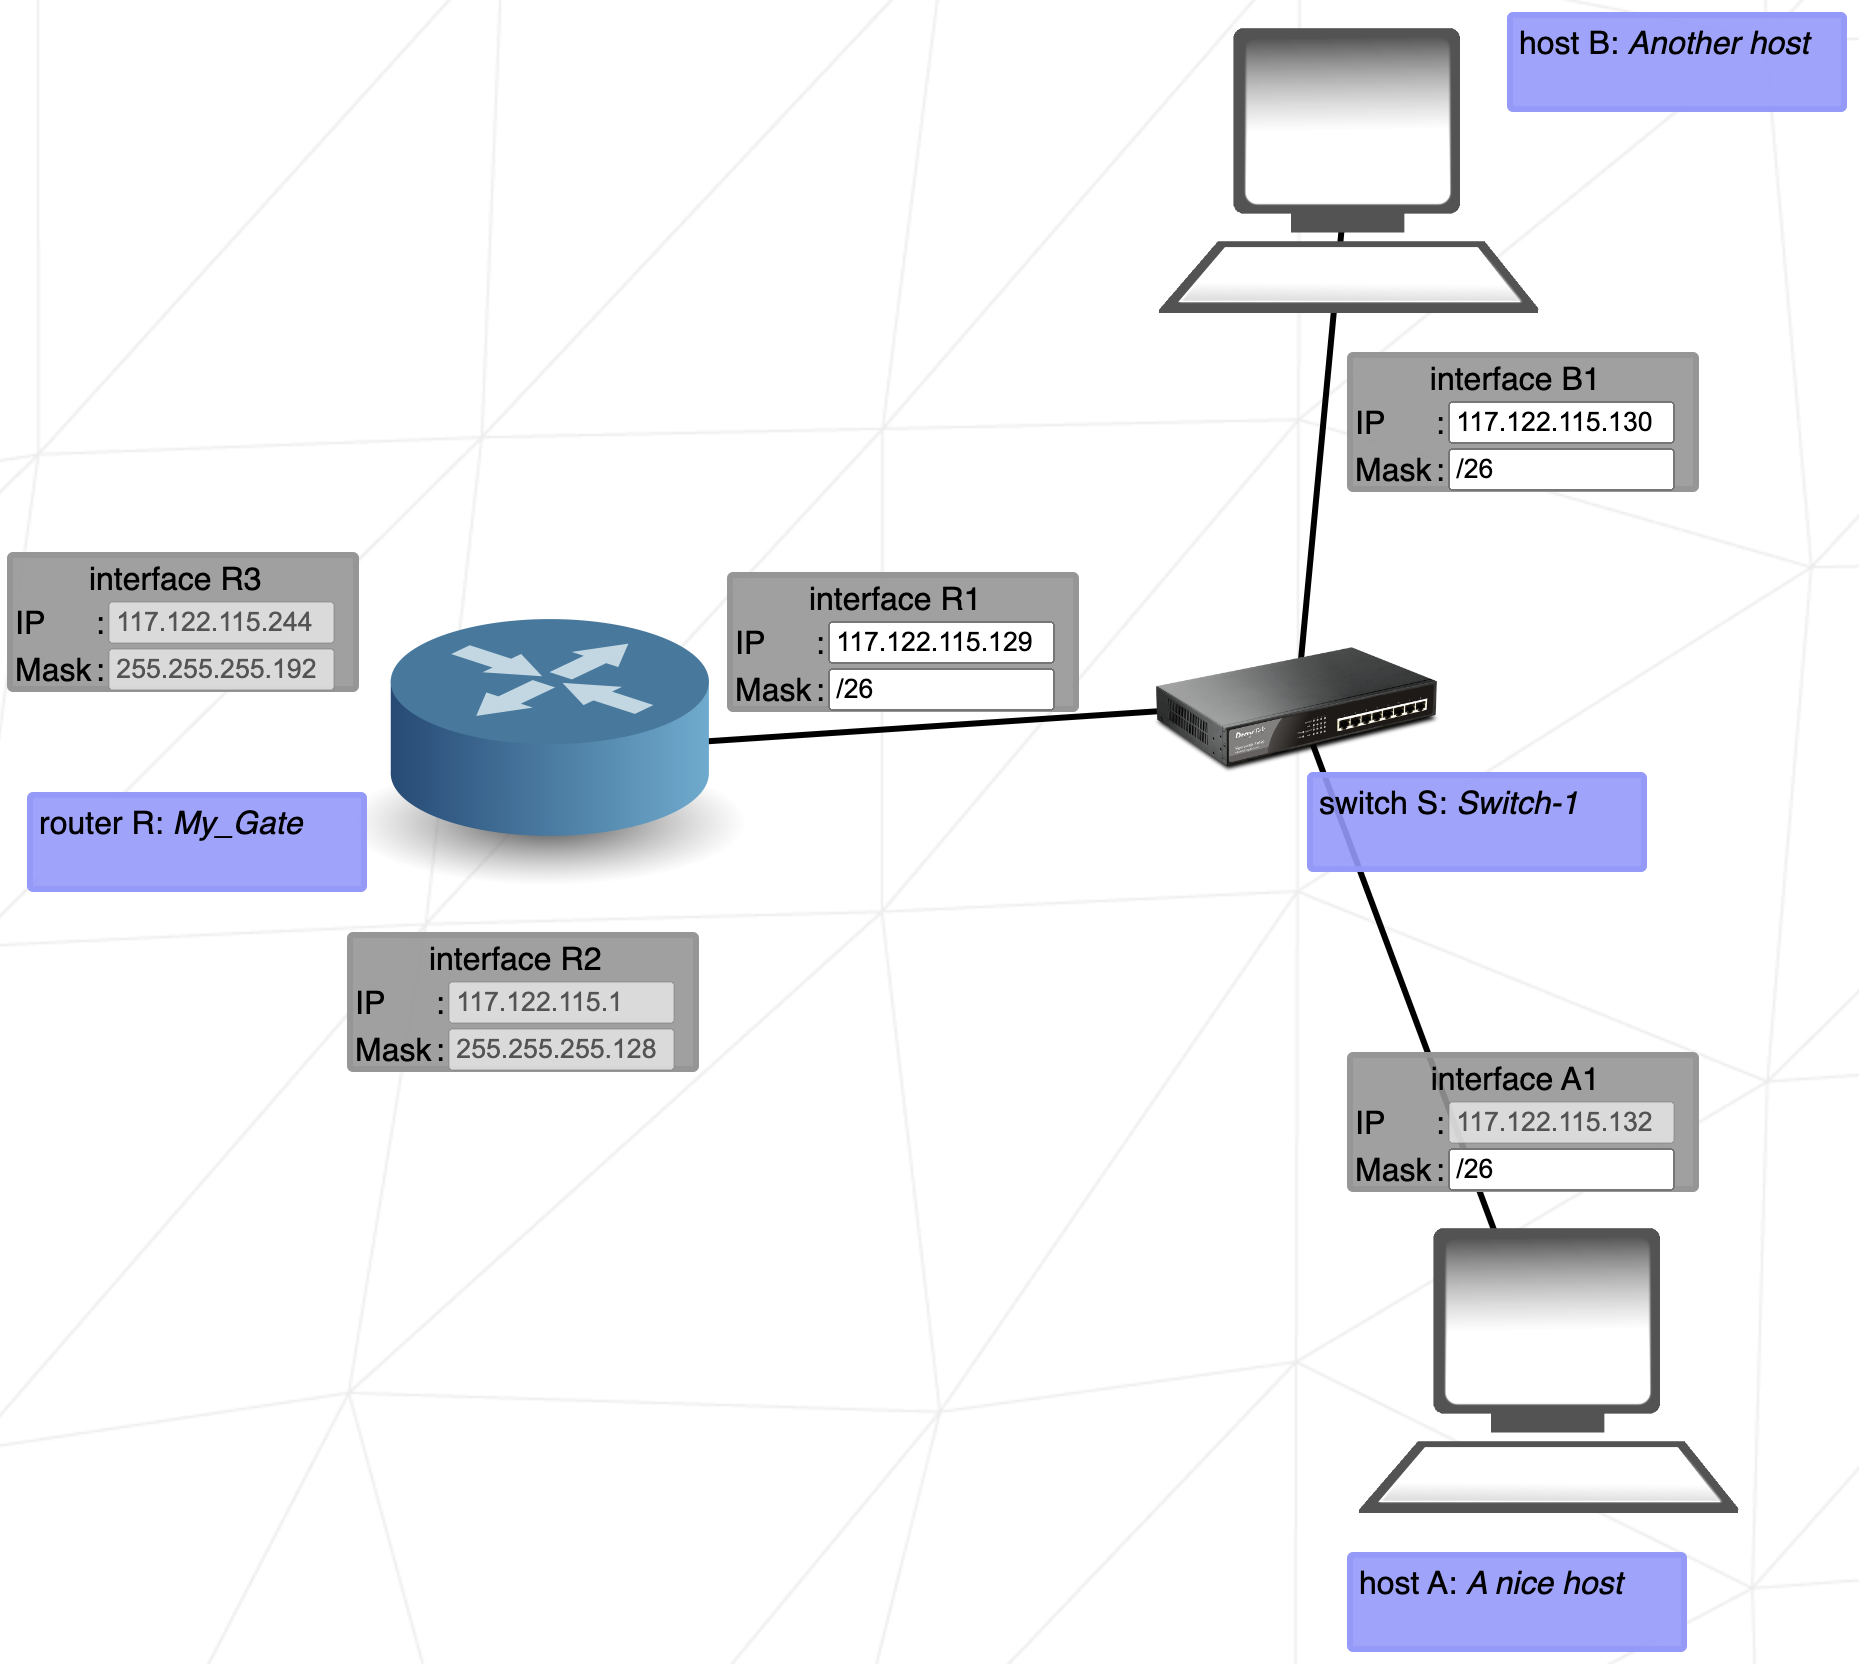 host B: Another host
interface B1
IP : 117.122.115.130
Mask : /26
interface R3
IP : 117.122.115.244
Mask : 255.255.255.192
interface R1
IP : 117.122.115.129
Mask : /26
router R: My_Gate
switch S: Switch-1
interface R2
IP : 117.122.115.1
Mask : 255.255.255.128
interface A1
IP : 117.122.115.132
Mask : /26
host A: A nice host